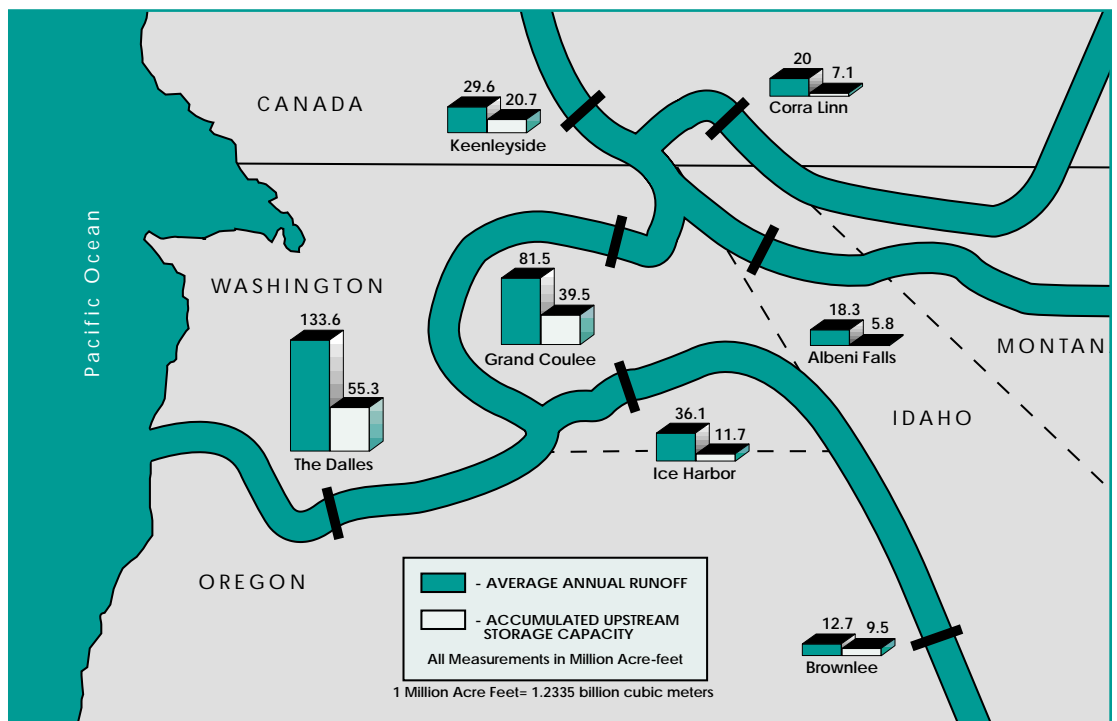 CANADA
29.6 20.7
Keenleyside
20 7.1
Corra Linn
Pacific Ocean
WASHINGTON
81.5
39.5
Grand Coulee
133.6
55.3
The Dalles
18.3 5.8
Albeni Falls
MONTAN
IDAHO
36.1 11.7
Ice Harbor
OREGON
- AVERAGE ANNUAL RUNOFF
- ACCUMULATED UPSTREAM
STORAGE CAPACITY
All Measurements in Million Acre-feet
1 Million Acre Feet= 1.2335 billion cubic meters
12.7 9.5
Brownlee